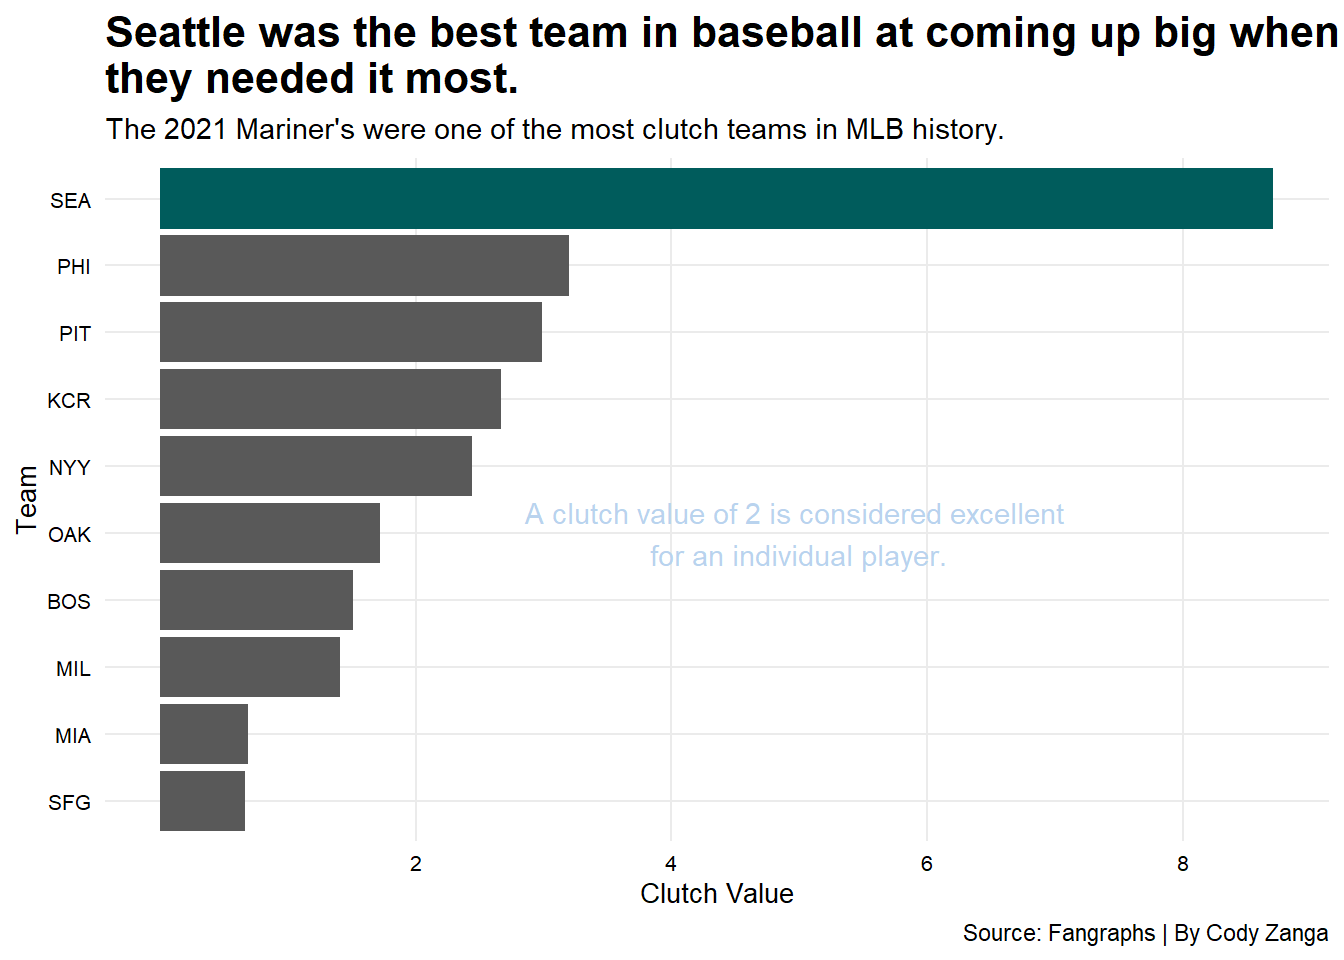 Seattle was the best team in baseball at coming up big when
they needed it most.
The 2021 Mariner's were one of the most clutch teams in MLB history.
SEA
PHI
PIT
KCR
NYY
OAK
BOS
MIL
MIA
SFG
Team
A clutch value of 2 is considered excellent
for an individual player.
2 4 6 8
Clutch Value
Source: Fangraphs | By Cody Zanga